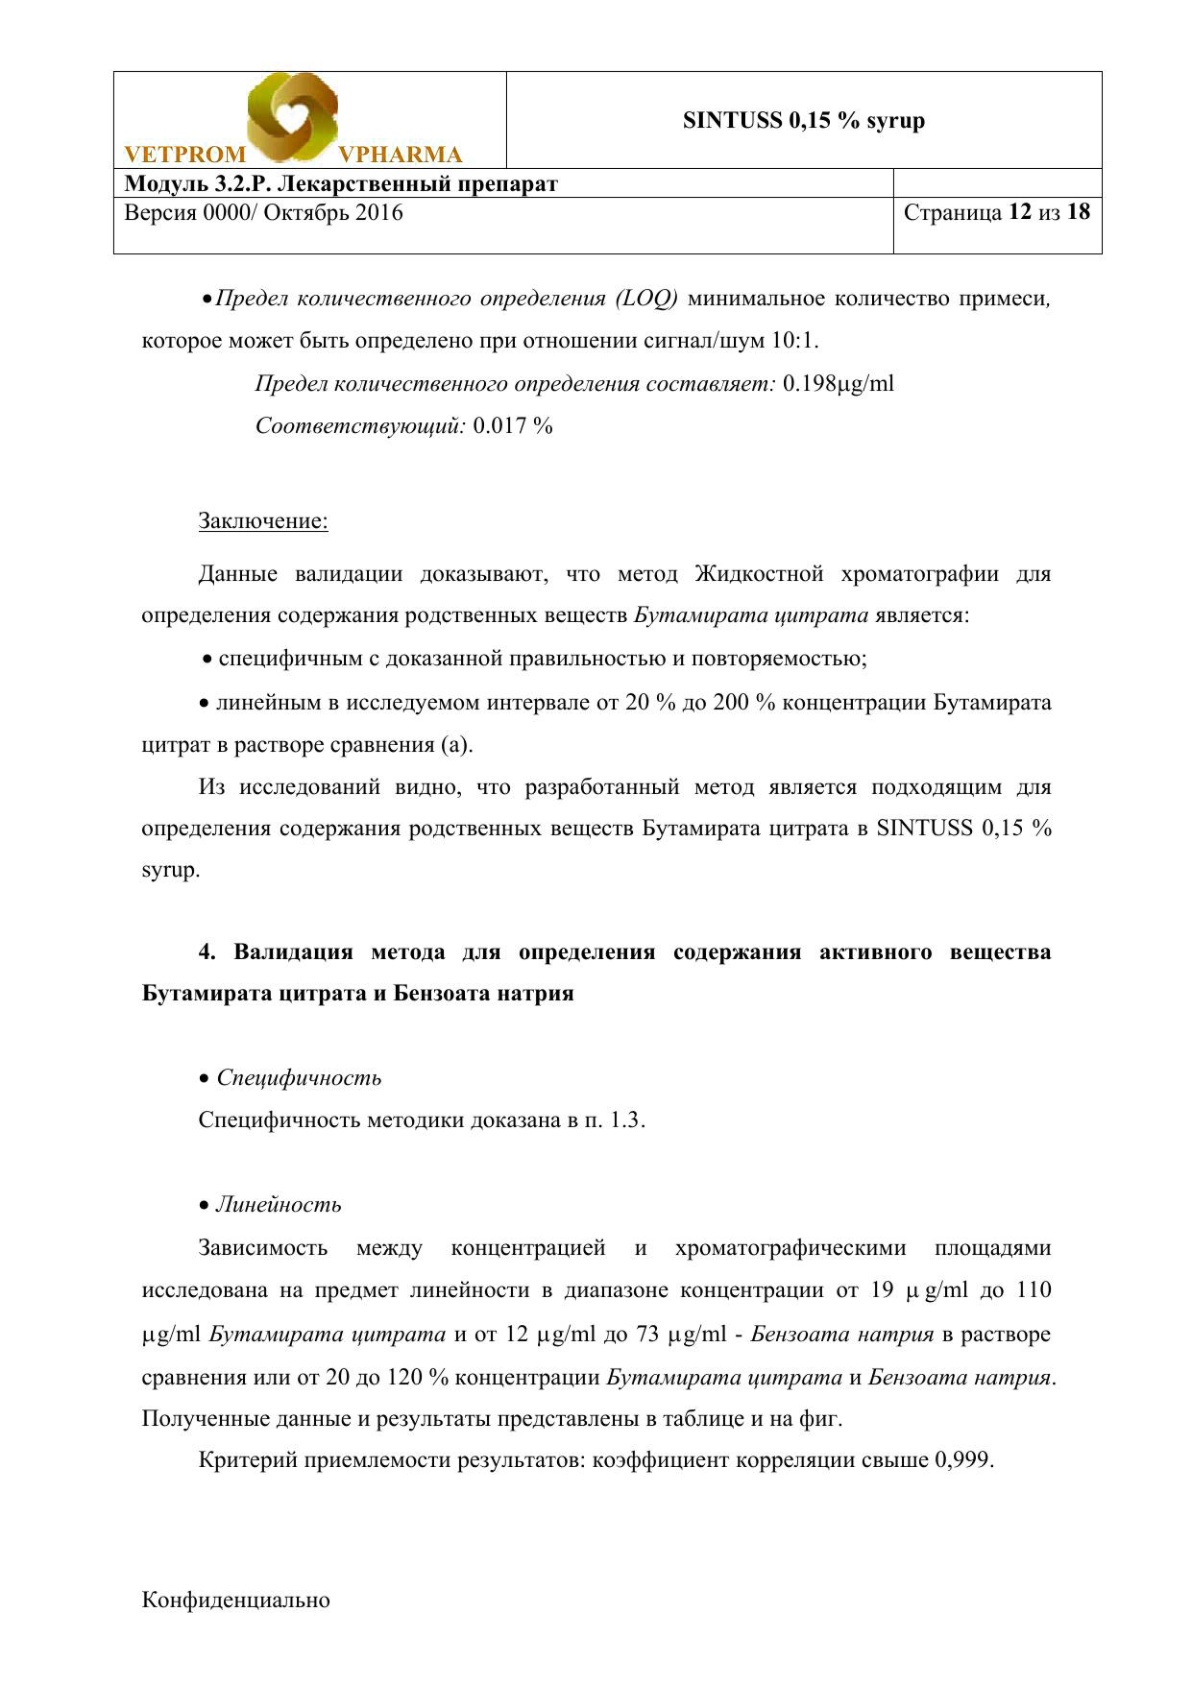 VETPROM VPHARMA
SINTUSS 0,15 % syrup
Модуль 3.2.P. Лекарственный препарат
Версия 0000/ Октябрь 2016
Страница 12 из 18
•Предел количественного определения (LOQ) минимальное количество примеси,
которое может быть определено при отношении сигнал/шум 10:1.
Предел количественного определения составляет: 0.198μg/ml
Соответствующий: 0.017 %
Заключение:
Данные валидации доказывают, что метод Жидкостной хроматографии для
определения содержания родственных веществ Бутамирата цитрата является:
• специфичным с доказанной правильностью и повторяемостью;
• линейным в исследуемом интервале от 20 % до 200 % концентрации Бутамирата
цитрат в растворе сравнения (а).
Из исследований видно, что разработанный метод является подходящим для
определения содержания родственных веществ Бутамирата цитрата в SINTUSS 0,15 %
syrup.
4. Валидация метода для определения содержания активного вещества
Бутамирата цитрата и Бензоата натрия
• Специфичность
Специфичность методики доказана в п. 1.3.
• Линейность
Зависимость между концентрацией и хроматографическими площадями
исследована на предмет линейности в диапазоне концентрации от 19 μ g/ml до 110
μg/ml Бутамирата цитрата и от 12 μg/ml до 73 μg/ml - Бензоата натрия в растворе
сравнения или от 20 до 120 % концентрации Бутамирата цитрата и Бензоата натрия.
Полученные данные и результаты представлены в таблице и на фиг.
Критерий приемлемости результатов: коэффициент корреляции свыше 0,999.
Конфиденциально